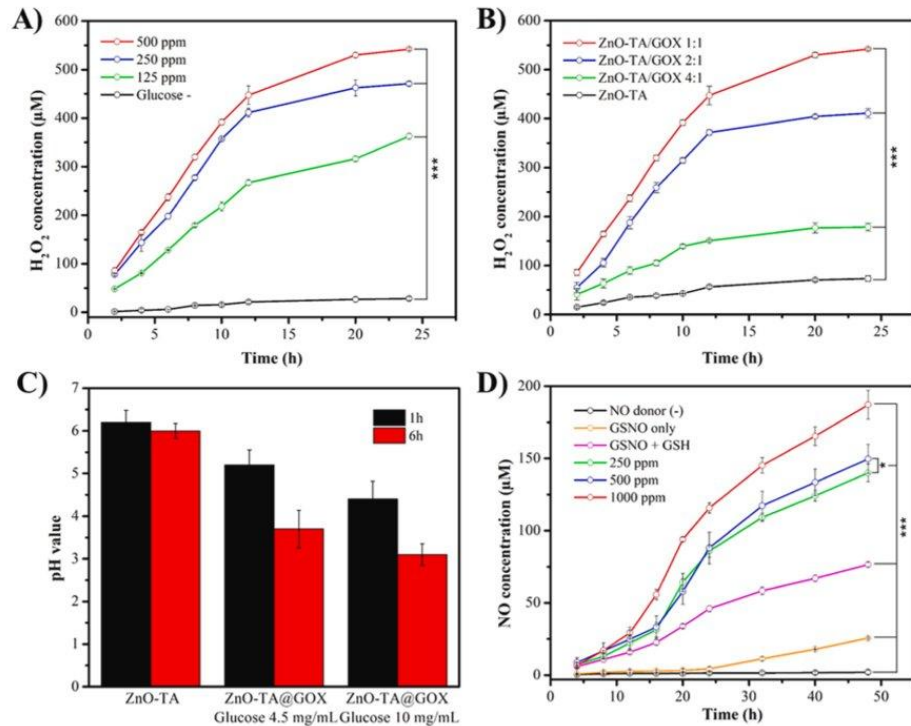 A)
600
500
400
300
200
100
0
H₂O₂ concentration (μM)
500 ppm
250 ppm
125 ppm
Glucose -
***
0 5 10 15 20 25
Time (h)
B)
600
500
400
300
200
100
0
H₂O₂ concentration (μM)
ZnO-TA/GOX 1:1
ZnO-TA/GOX 2:1
ZnO-TA/GOX 4:1
ZnO-TA
***
0 5 10 15 20 25
Time (h)
C)
7
6
5
4
3
2
1
0
pH value
1h
6h
ZnO-TA ZnO-TA@GOX ZnO-TA@GOX
Glucose 4.5 mg/mL Glucose 10 mg/mL
D)
200
150
100
50
0
NO concentration (μM)
NO donor (-)
GSNO only
GSNO + GSH
250 ppm
500 ppm
1000 ppm
*
***
0 10 20 30 40 50
Time (h)